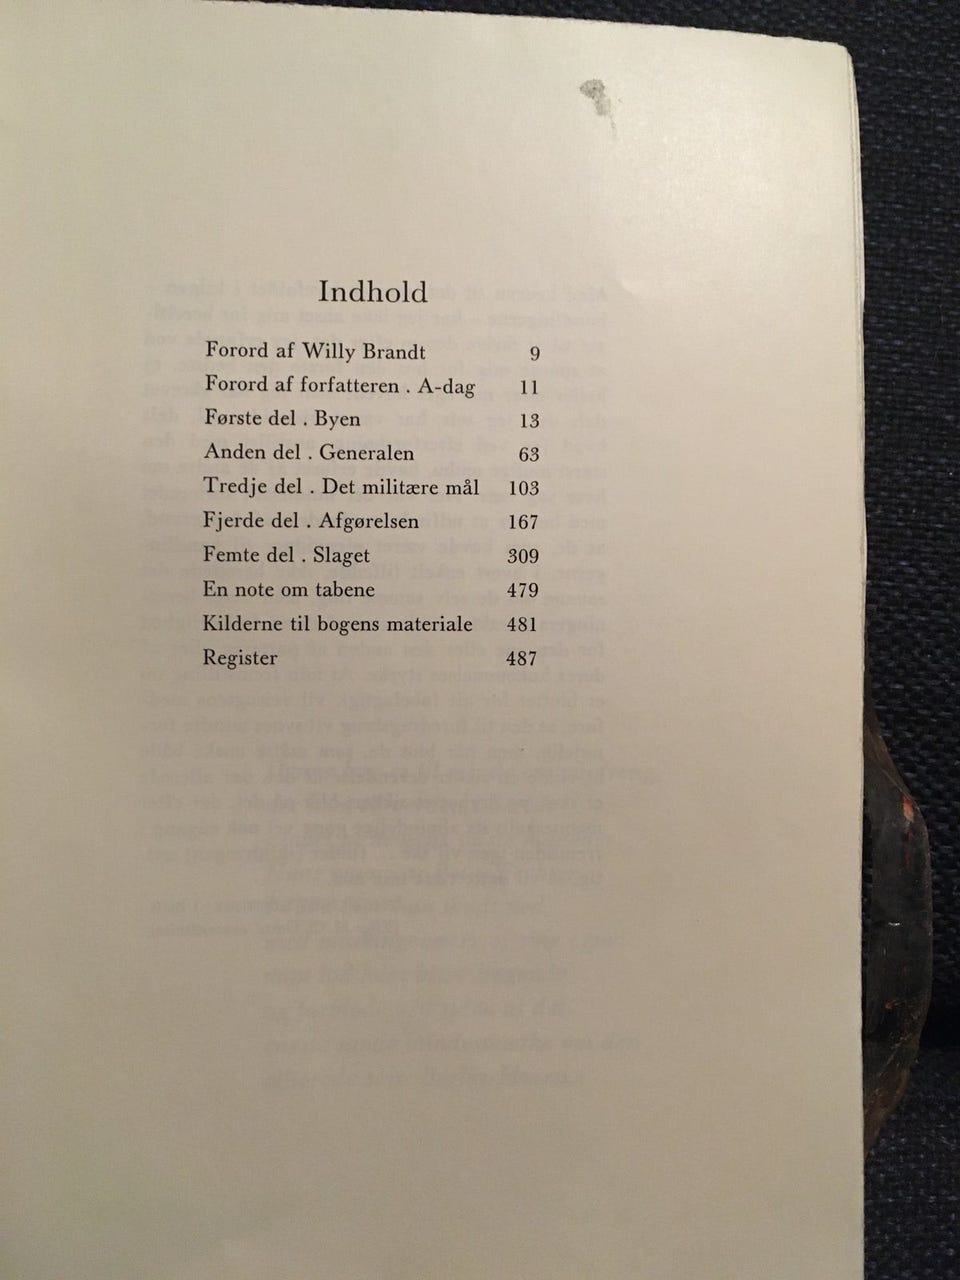 Indhold
Forord af Willy Brandt 9
Forord af forfatteren . A-dag 11
Første del . Byen 13
Anden del . Generalen 63
Tredje del . Det militære mål 103
Fjerde del . Afgørelsen 167
Femte del . Slaget 309
En note om tabene 479
Kilderne til bogens materiale 481
Register 487